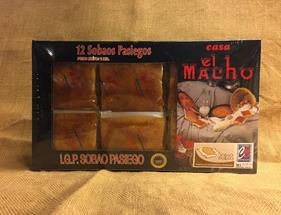 12 Sobaos Pasiegos
casa
el
MACHO
I.G.P. SOBAO PASIEGO